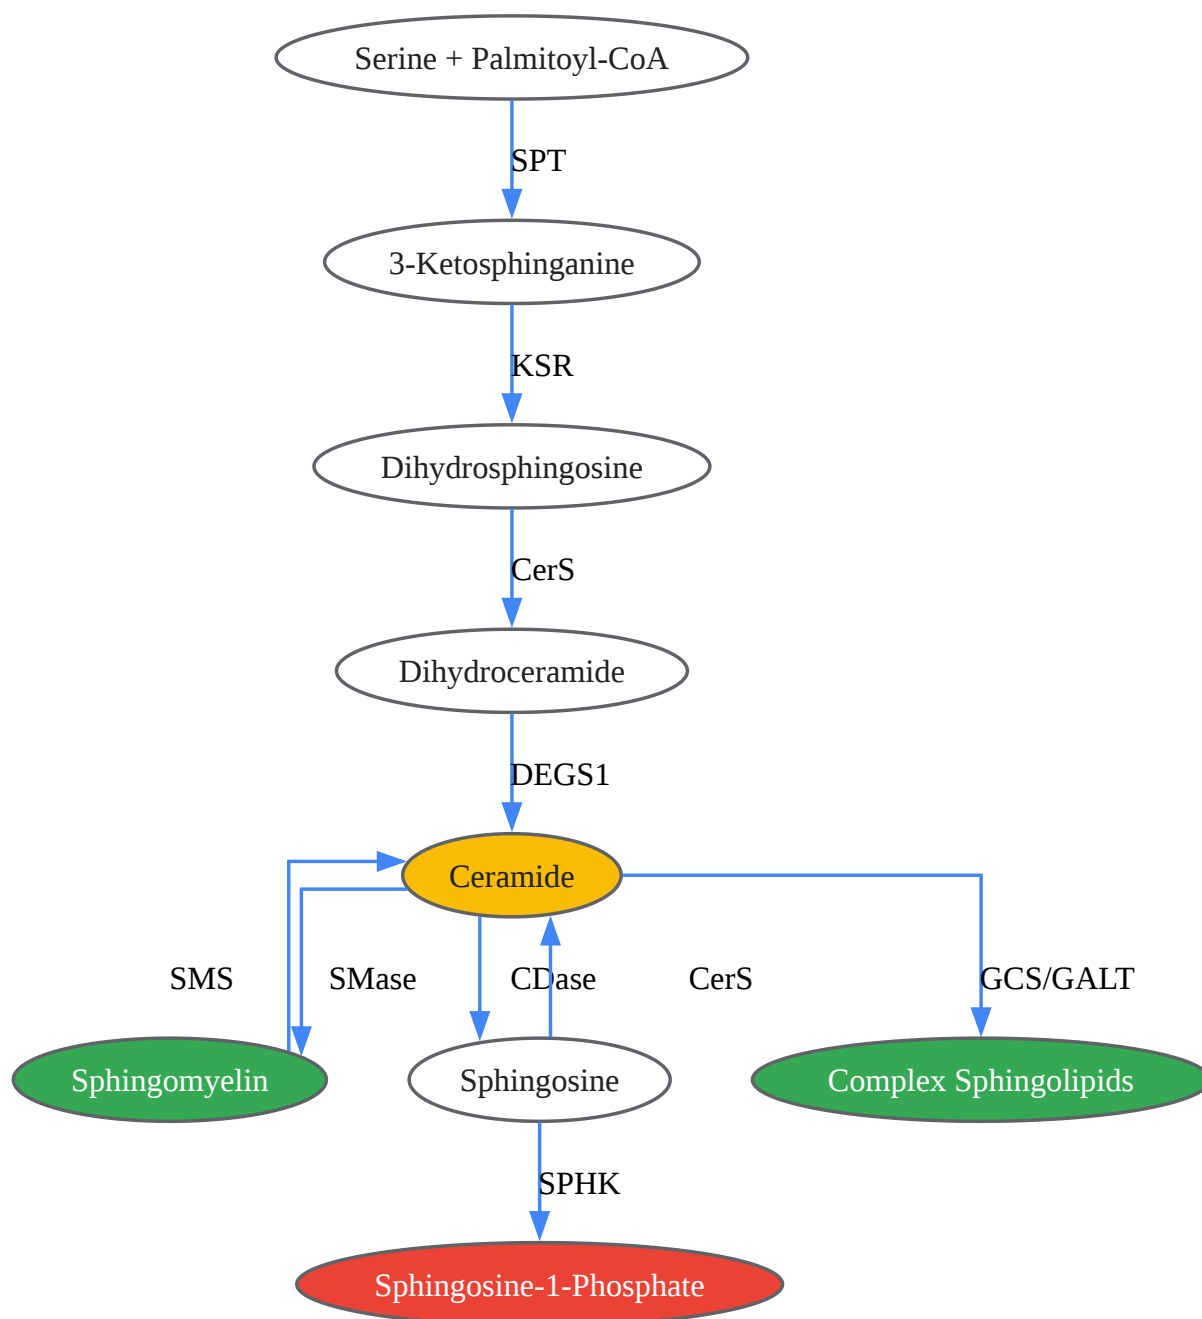 Serine + Palmitoyl-CoA
SPT
3-Ketosphinganine
KSR
Dihydrosphingosine
CerS
Dihydroceramide
DEGS1
Ceramide
SMS
SMase
CDase
CerS
GCS/GALT
Sphingomyelin
Sphingosine
Complex Sphingolipids
SPHK
Sphingosine-1-Phosphate